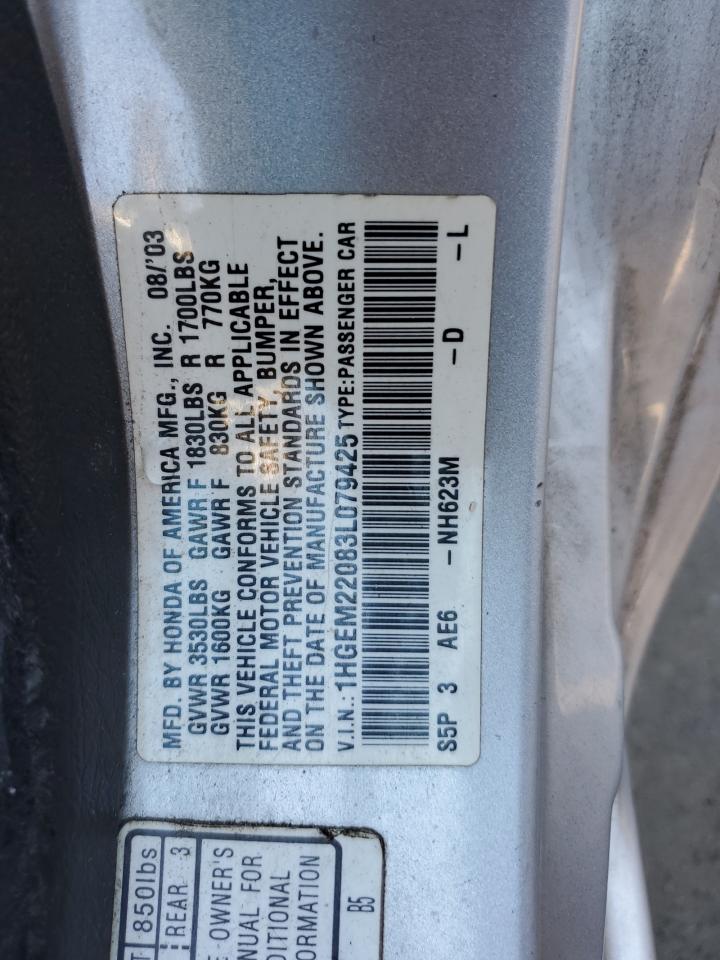 MFD. BY HONDA OF AMERICA MFG., INC. 08/'03
GVWR 3530LBS GAWR F 1830LBS R 1700LBS
GVWR 1600KG GAWR F 830KG R 770KG
THIS VEHICLE CONFORMS TO ALL APPLICABLE
FEDERAL MOTOR VEHICLE SAFETY, BUMPER,
AND THEFT PREVENTION STANDARDS IN EFFECT
ON THE DATE OF MANUFACTURE SHOWN ABOVE.
V.I.N.: 1HGEM22083L079425 TYPE:PASSENGER CAR
S5P 3 AE6 - NH623M - D - L
850lbs
REAR 3
OWNER'S
FOR
B5